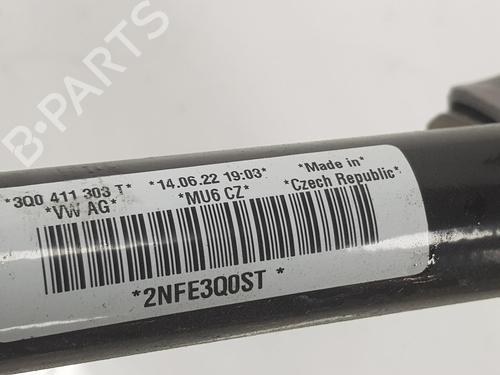 B-PARTS
*3Q0 411 303 T* *14.06.22 19:03* *Made in*
*VW AG* *MU6 CZ* *Czech Republic*
*2NFE3Q0ST *